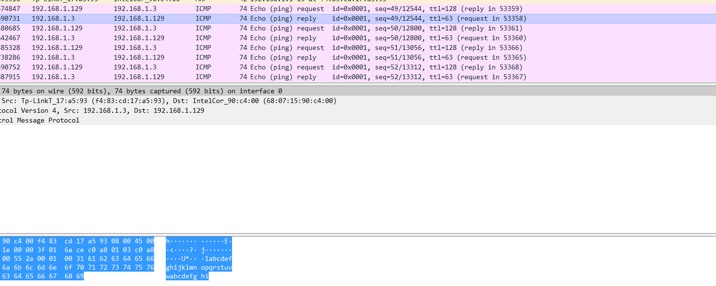 74847 192.168.1.129 192.168.1.3 ICMP 74 Echo (ping) request id=0x0001, seq=49/12544, ttl=128 (reply in 53359)
90731 192.168.1.3 192.168.1.129 ICMP 74 Echo (ping) reply id=0x0001, seq=49/12544, ttl=63 (request in 53358)
80685 192.168.1.129 192.168.1.3 ICMP 74 Echo (ping) request id=0x0001, seq=50/12800, ttl=128 (reply in 53361)
42467 192.168.1.3 192.168.1.129 ICMP 74 Echo (ping) reply id=0x0001, seq=50/12800, ttl=63 (request in 53360)
85328 192.168.1.129 192.168.1.3 ICMP 74 Echo (ping) request id=0x0001, seq=51/13056, ttl=128 (reply in 53366)
38286 192.168.1.3 192.168.1.129 ICMP 74 Echo (ping) reply id=0x0001, seq=51/13056, ttl=63 (request in 53365)
90752 192.168.1.129 192.168.1.3 ICMP 74 Echo (ping) request id=0x0001, seq=52/13312, ttl=128 (reply in 53368)
87915 192.168.1.3 192.168.1.129 ICMP 74 Echo (ping) reply id=0x0001, seq=52/13312, ttl=63 (request in 53367)
74 bytes on wire (592 bits), 74 bytes captured (592 bits) on interface 0
Src: Tp-LinkT_17:a5:93 (f4:83:cd:17:a5:93), Dst: IntelCor_90:c4:00 (68:07:15:90:c4:00)
tocol Version 4, Src: 192.168.1.3, Dst: 192.168.1.129
trol Message Protocol
90 c4 00 f4 83 cd 17 a5 93 08 00 45 00 h······· ······E·
1e 00 00 3f 01 6a ce c0 a8 01 03 c0 a8 ·<····?· j·······
00 55 2a 00 01 00 31 61 62 63 64 65 66 ····U*·· ·1abcdef
6a 6b 6c 6d 6e 6f 70 71 72 73 74 75 76 ghijklmn opqrstuv
63 64 65 66 67 68 69 wabcdefg hi